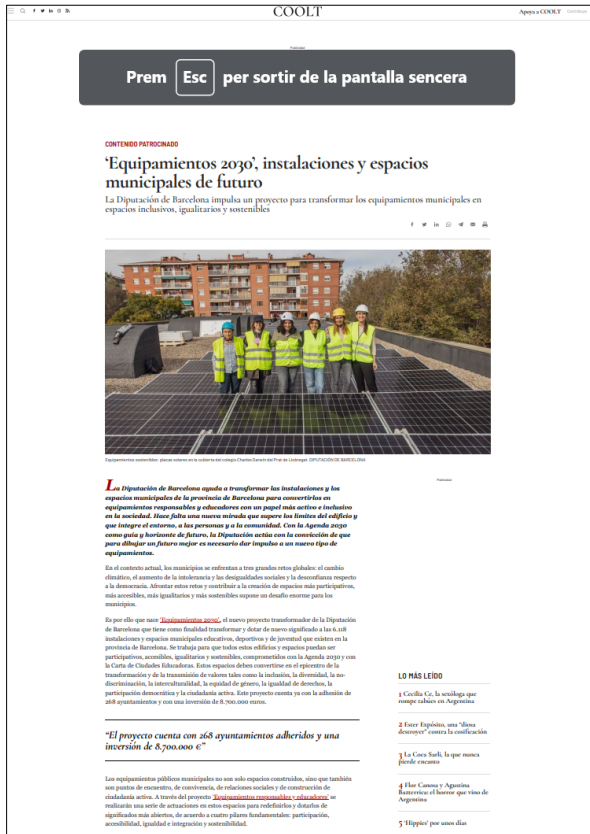 COOLT
Apoya a COOLT
Publicidad
Prem Esc per sortir de la pantalla sencera
CONTENIDO PATROCINADO
‘Equipamientos 2030’, instalaciones y espacios
municipales de futuro
La Diputación de Barcelona impulsa un proyecto para transformar los equipamientos municipales en
espacios inclusivos, igualitarios y sostenibles
Equipamientos sostenibles: placas solares en la cubierta del colegio Charles Darwin del Prat de Llobregat. DIPUTACIÓN DE BARCELONA
La Diputación de Barcelona ayuda a transformar las instalaciones y los
espacios municipales de la provincia de Barcelona para convertirlos en
equipamientos responsables y educadores con un papel más activo e inclusivo
en la sociedad. Hace falta una nueva mirada que supere los límites del edificio y
que integre el entorno, a las personas y a la comunidad. Con la Agenda 2030
como guía y horizonte de futuro, la Diputación actúa con la convicción de que
para dibujar un futuro mejor es necesario dar impulso a un nuevo tipo de
equipamientos.
Publicidad
En el contexto actual, los municipios se enfrentan a tres grandes retos globales: el cambio
climático, el aumento de la intolerancia y las desigualdades sociales y la desconfianza respecto
a la democracia. Afrontar estos retos y contribuir a la creación de espacios más participativos,
más accesibles, más igualitarios y más sostenibles supone un desafío enorme para los
municipios.
Es por ello que nace 'Equipamientos 2030', el nuevo proyecto transformador de la Diputación
de Barcelona que tiene como finalidad transformar y dotar de nuevo significado a las 6.118
instalaciones y espacios municipales educativos, deportivos y de juventud que existen en la
provincia de Barcelona. Se trabaja para que todos estos edificios y espacios puedan ser
participativos, accesibles, igualitarios y sostenibles, comprometidos con la Agenda 2030 y con
la Carta de Ciudades Educadoras. Estos espacios deben convertirse en el epicentro de la
transformación y de la transmisión de valores tales como la inclusión, la diversidad, la no-
discriminación, la interculturalidad, la equidad de género, la igualdad de derechos, la
participación democrática y la ciudadanía activa. Este proyecto cuenta ya con la adhesión de
268 ayuntamientos y con una inversión de 8.700.000 euros.
“El proyecto cuenta con 268 ayuntamientos adheridos y una
inversión de 8.700.000 €”
Los equipamientos públicos municipales no son solo espacios construidos, sino que también
son puntos de encuentro, de convivencia, de relaciones sociales y de construcción de
ciudadanía activa. A través del proyecto 'Equipamientos responsables y educadores' se
realizarán una serie de actuaciones en estos espacios para redefinirlos y dotarlos de
significados más abiertos, de acuerdo a cuatro pilares fundamentales: participación,
accesibilidad, igualdad e integración y sostenibilidad.
LO MÁS LEÍDO
1 Cecilia Ce, la sexóloga que
rompe tabúes en Argentina
2 Ester Expósito, una “diosa
destroyer” contra la cosificación
3 La Coca Sarli, la que nunca
pierde encanto
4 Flor Canosa y Agustina
Bazterrica: el horror que vino de
Argentina
5 ‘Hippies’ por unos días